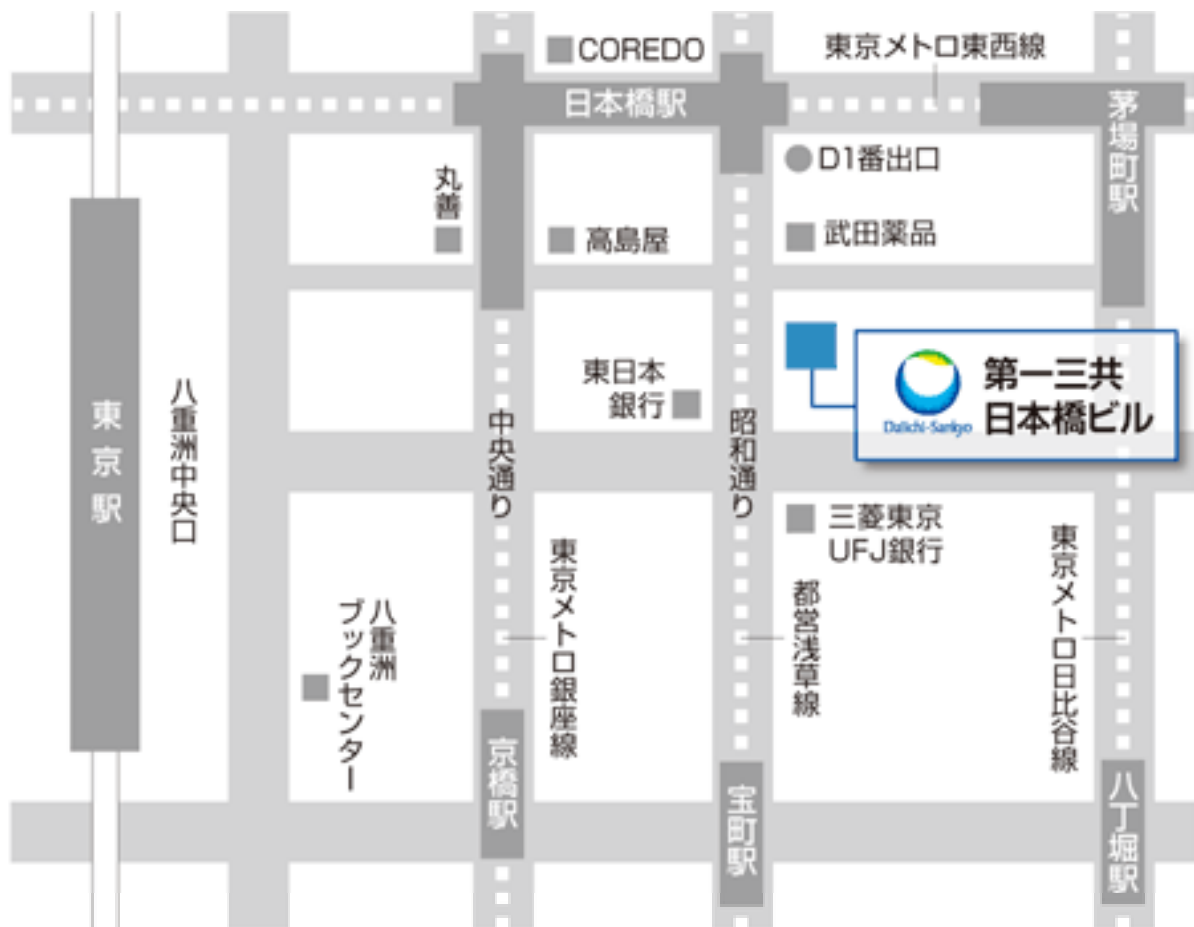 COREDO
東京メトロ東西線
日本橋駅
茅場町駅
D1番出口
丸善
高島屋
武田薬品
東日本
銀行
Daiichi-Sankyo
第一三共
日本橋ビル
東京駅
八重洲中央口
中央通り
昭和通り
三菱東京
UFJ銀行
東京メトロ銀座線
都営浅草線
東京メトロ日比谷線
八重洲
ブックセンター
京橋駅
宝町駅
八丁堀駅